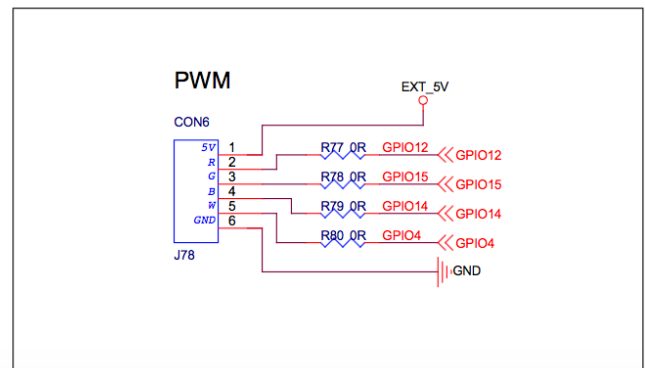 PWM
EXT_5V
CON6
5V 1
R77 0R GPIO12 GPIO12
R 2
G 3
R78 0R GPIO15 GPIO15
B 4
R79 0R GPIO14 GPIO14
W 5
R80 0R GPIO4 GPIO4
GND 6
J78
GND